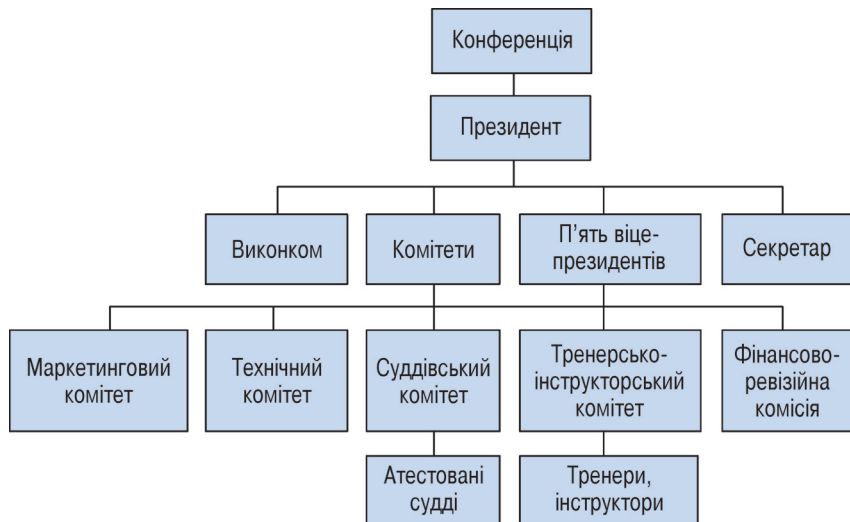 Конференція
Президент
Виконком
Комітети
П’ять віце-
президентів
Секретар
Маркетинговий
комітет
Технічний
комітет
Суддівський
комітет
Тренерсько-
інструкторський
комітет
Фінансово-
ревізійна
комісія
Атестовані
судді
Тренери,
інструктори